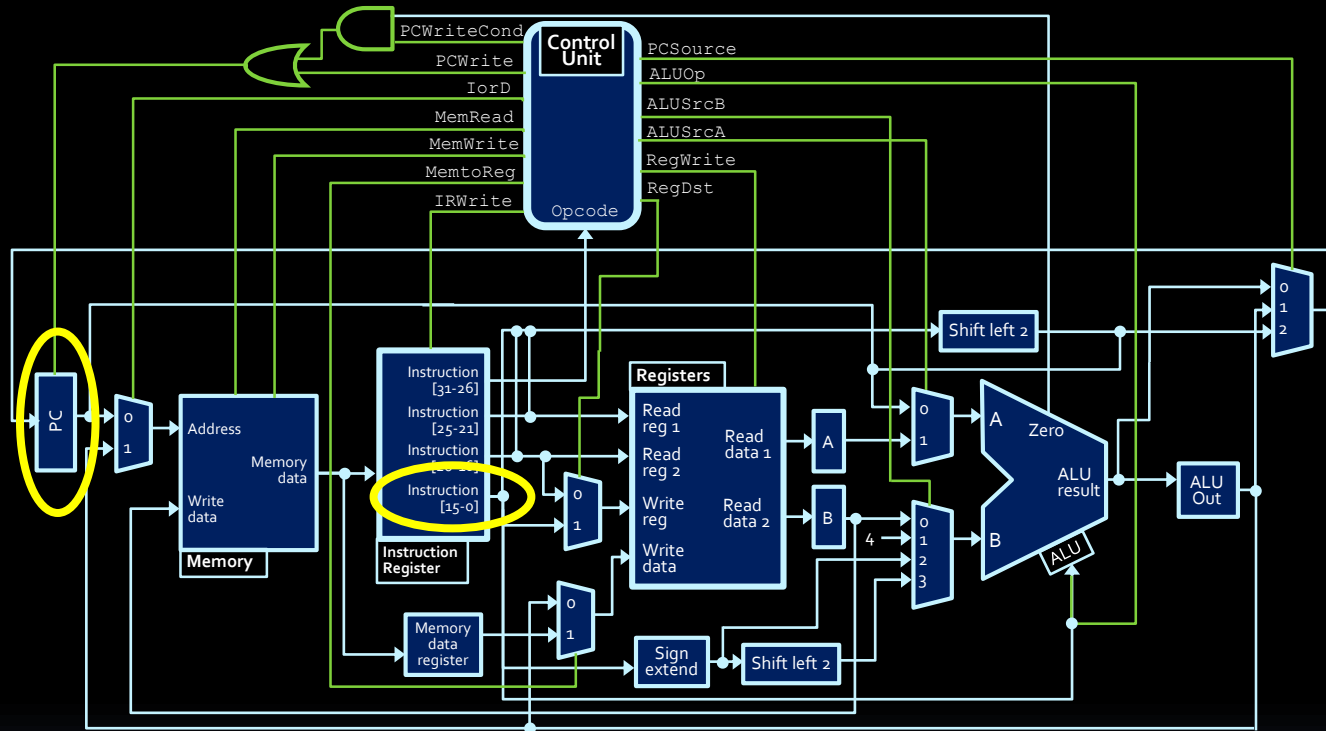 PCWriteCond
PCWrite
IorD
MemRead
MemWrite
MemtoReg
IRWrite
Control
Unit
Opcode
PCSource
ALUOp
ALUSrcB
ALUSrcA
RegWrite
RegDst
0
1
2
Shift left 2
PC
0
1
Address
Memory
data
Write
data
Memory
Instruction
[31-26]
Instruction
[25-21]
Instruction
[20-16]
Instruction
[15-0]
Instruction
Register
0
1
Registers
Read
reg 1
Read
reg 2
Write
reg
Write
data
Read
data 1
Read
data 2
A
B
0
1
4
0
1
2
3
A
B
Zero
ALU
result
ALU
ALU
Out
Memory
data
register
0
1
Sign
extend
Shift left 2